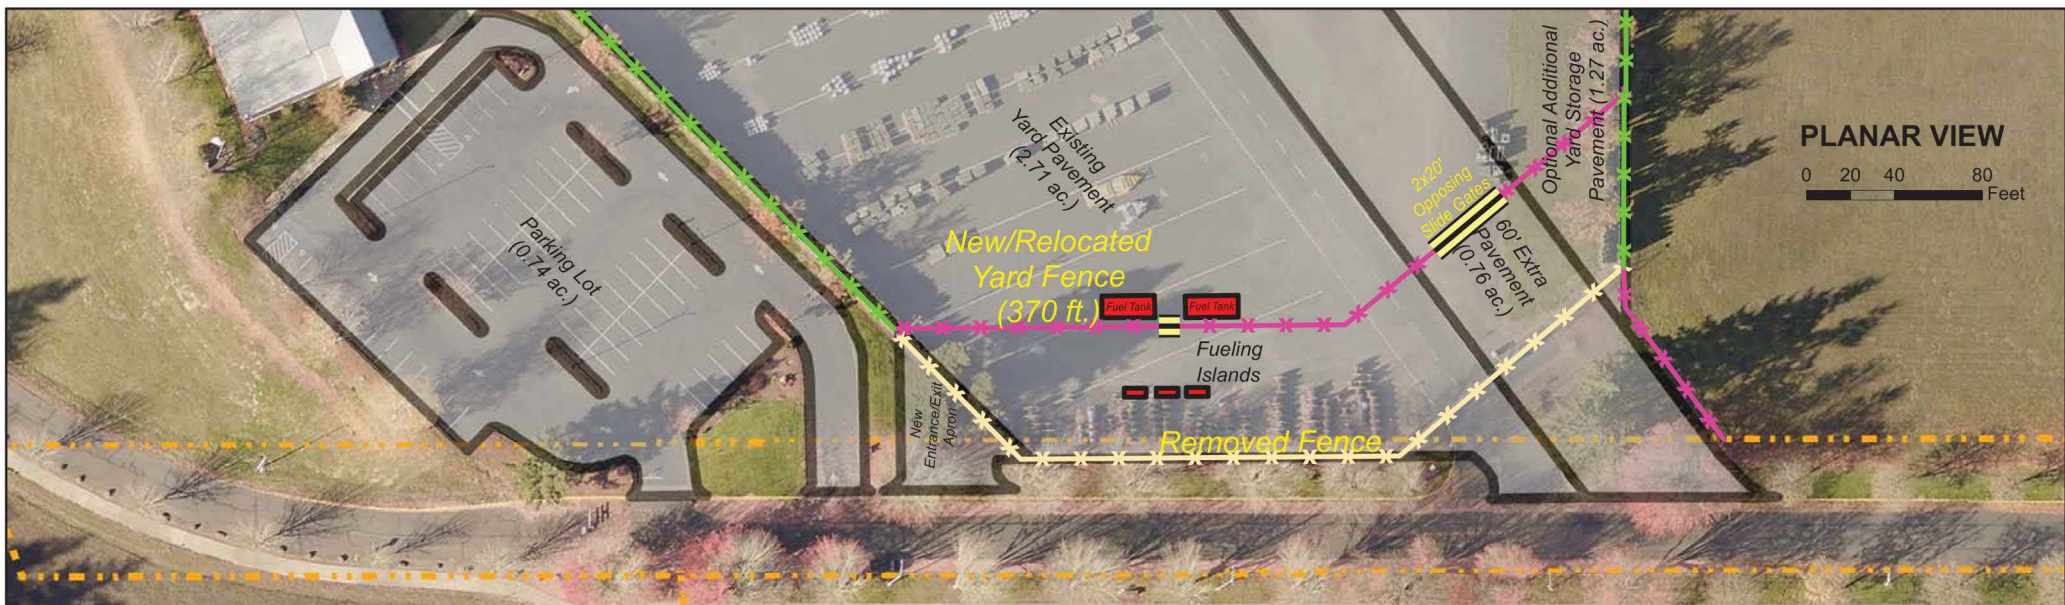 Optional Additional
Yard Storage
Pavement (1.27 ac.)
PLANAR VIEW
0 20 40 80
Feet
Existing
Yard Pavement
(2.71 ac.)
2x20'
Opposing
Slide Gates
60' Extra
Pavement
(0.76 ac.)
Parking Lot
(0.74 ac.)
New/Relocated
Yard Fence
(370 ft.)
Fuel Tank
Fuel Tank
Fueling
Islands
New
Entrance/Exit
Apron
Removed Fence